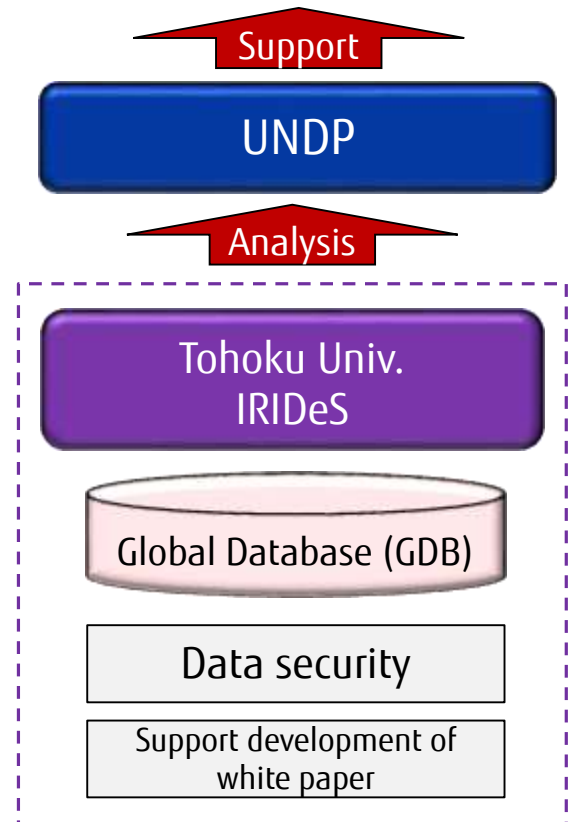 Support
UNDP
Analysis
Tohoku Univ.
IRIDeS
Global Database (GDB)
Data security
Support development of
white paper